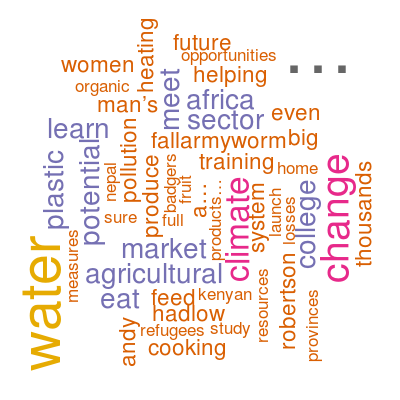 future
opportunities
...
women
heating
helping
organic
meet
africa
man's
sector
even
learn
pollution
fallarmyworm
big
plastic
potential
nepal
produce
badgers
fruit
training
home
a…
products…
climate
system
launch
losses
college
change
thousands
sure
full
water
measures
market
agricultural
eat
feed
kenyan
resources
robertson
provinces
hadlow
andy
refugees
study
cooking